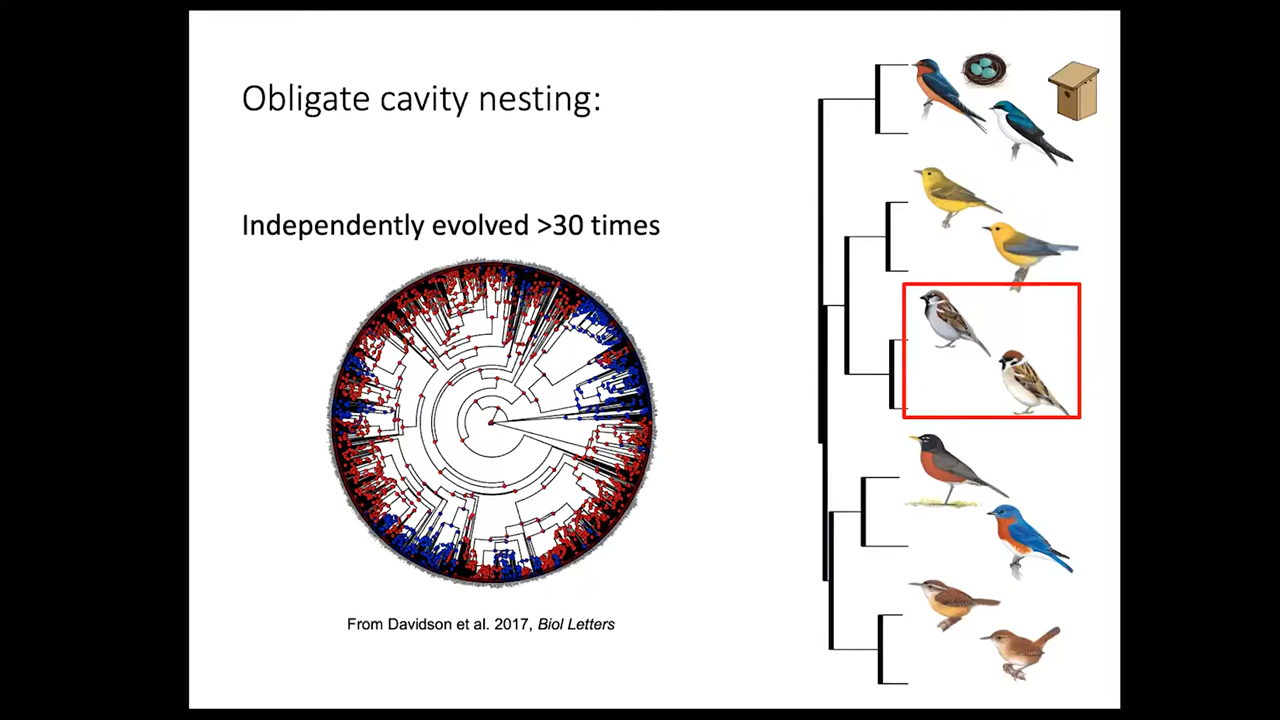 Obligate cavity nesting:
Independently evolved >30 times
From Davidson et al. 2017, Biol Letters